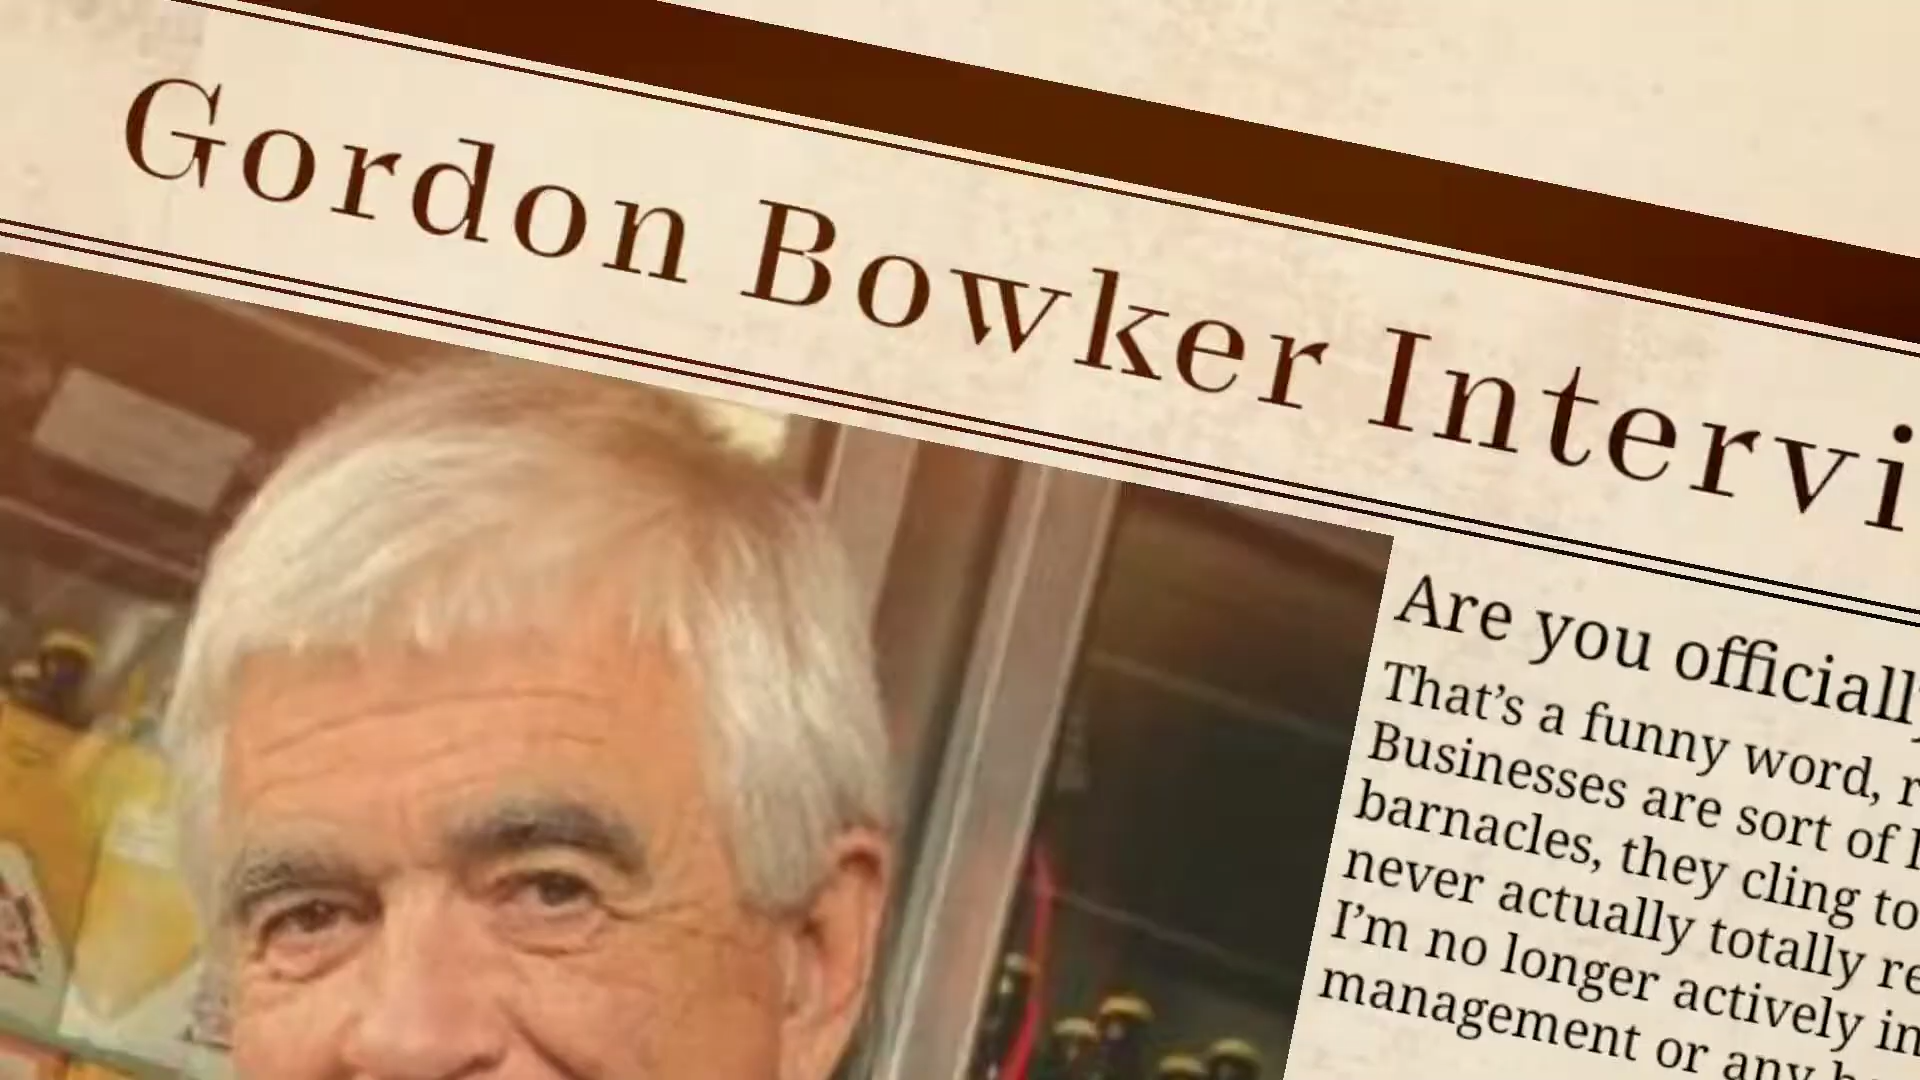 Gordon Bowker Intervi
Are you officially
That's a funny word, r
Businesses are sort of
barnacles, they cling to
never actually totally re
I'm no longer actively in
management or any